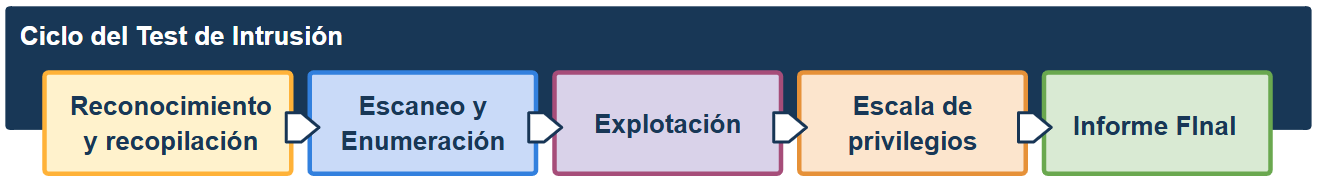 Ciclo del Test de Intrusión
Reconocimiento
y recopilación
Escaneo y
Enumeración
Explotación
Escala de
privilegios
Informe FInal